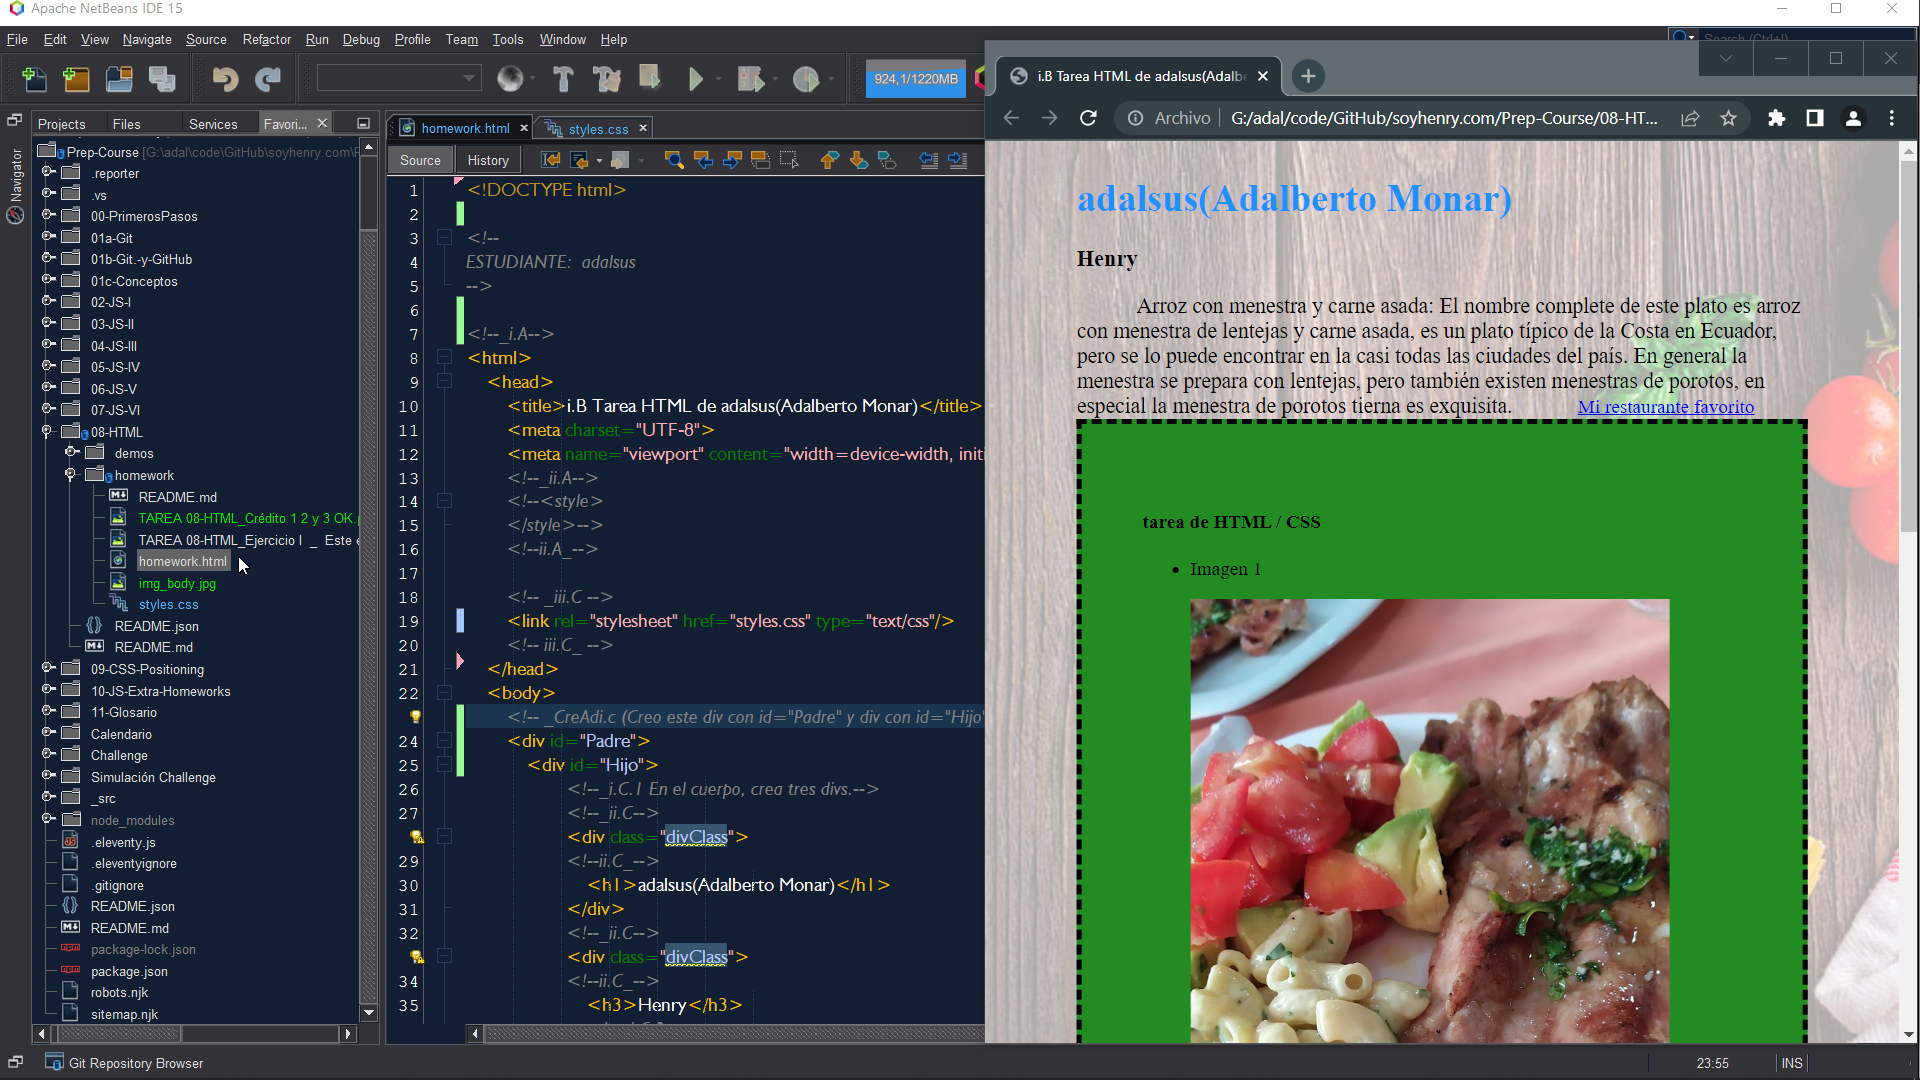 Apache NetBeans IDE 15
File Edit View Navigate Source Refactor Run Debug Profile Team Tools Window Help
Search (Ctrl+I)
924,1/1220MB
Projects Files Services Favori...
homework.html styles.css
Source History
Navigator
Prep-Course [G:\adal\code\GitHub\soyhenry.com\P
.reporter
.vs
00-PrimerosPasos
01a-Git
01b-Git.-y-GitHub
01c-Conceptos
02-JS-I
03-JS-II
04-JS-III
05-JS-IV
06-JS-V
07-JS-VI
08-HTML
demos
homework
README.md
TAREA 08-HTML_Crédito 1 2 y 3 OK.
TAREA 08-HTML_Ejercicio I _ Este e
homework.html
img_body.jpg
styles.css
README.json
README.md
09-CSS-Positioning
10-JS-Extra-Homeworks
11-Glosario
Calendario
Challenge
Simulación Challenge
_src
node_modules
.eleventy.js
.eleventyignore
.gitignore
README.json
README.md
package-lock.json
package.json
robots.njk
sitemap.njk
1 <!DOCTYPE html>
2
3 <!--
4 ESTUDIANTE: adalsus
5 -->
6
7 <!--_i.A-->
8 <html>
9 <head>
10 <title>i.B Tarea HTML de adalsus(Adalberto Monar)</title>
11 <meta charset="UTF-8">
12 <meta name="viewport" content="width=device-width, initi
13 <!--_ii.A-->
14 <!--<style>
15 </style>-->
16 <!--ii.A_-->
17
18 <!-- _iii.C -->
19 <link rel="stylesheet" href="styles.css" type="text/css"/>
20 <!-- iii.C_ -->
21 </head>
22 <body>
<!-- _CreAdi.c (Creo este div con id="Padre" y div con id="Hijo"
24 <div id="Padre">
25 <div id="Hijo">
26 <!--_i.C.1 En el cuerpo, crea tres divs.-->
27 <!--_ii.C-->
<div class="divClass">
29 <!--ii.C_-->
30 <h1>adalsus(Adalberto Monar)</h1>
31 </div>
32 <!--_ii.C-->
<div class="divClass">
34 <!--ii.C_-->
35 <h3>Henry</h3>
i.B Tarea HTML de adalsus(Adalb
Archivo G:/adal/code/GitHub/soyhenry.com/Prep-Course/08-HT...
adalsus(Adalberto Monar)
Henry
Arroz con menestra y carne asada: El nombre complete de este plato es arroz
con menestra de lentejas y carne asada, es un plato típico de la Costa en Ecuador,
pero se lo puede encontrar en la casi todas las ciudades del país. En general la
menestra se prepara con lentejas, pero también existen menestras de porotos, en
especial la menestra de porotos tierna es exquisita. Mi restaurante favorito
tarea de HTML / CSS
• Imagen 1
Git Repository Browser
23:55 INS